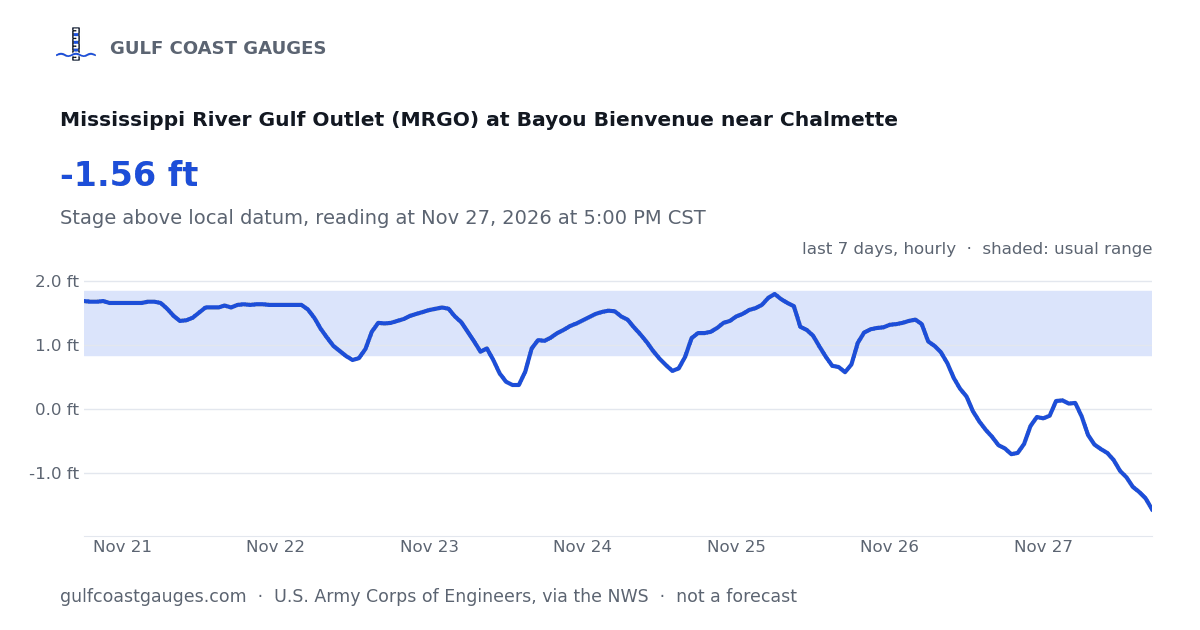 GULF COAST GAUGES
Mississippi River Gulf Outlet (MRGO) at Bayou Bienvenue near Chalmette
-1.56 ft
Stage above local datum, reading at Nov 27, 2026 at 5:00 PM CST
last 7 days, hourly · shaded: usual range
2.0 ft
1.0 ft
0.0 ft
-1.0 ft
Nov 21 Nov 22 Nov 23 Nov 24 Nov 25 Nov 26 Nov 27
gulfcoastgauges.com · U.S. Army Corps of Engineers, via the NWS · not a forecast